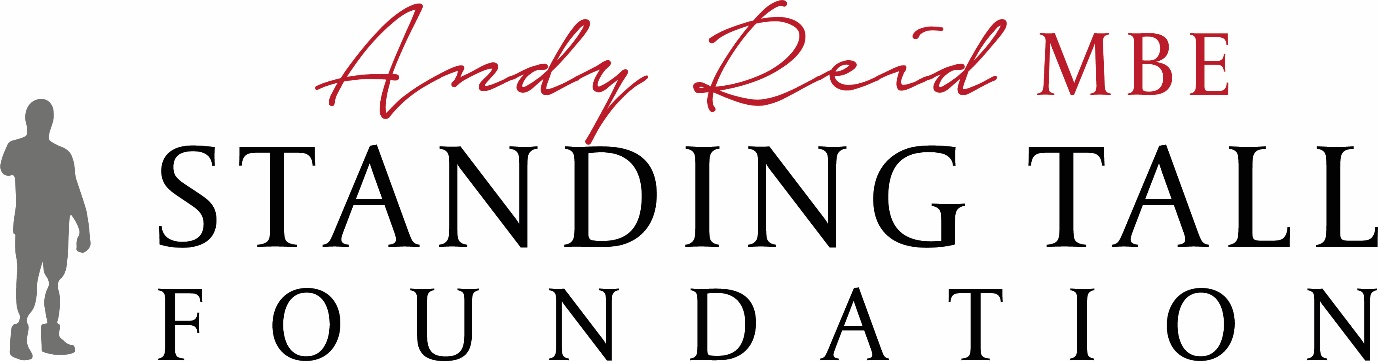 Andy Reid MBE
STANDING TALL
FOUNDATION